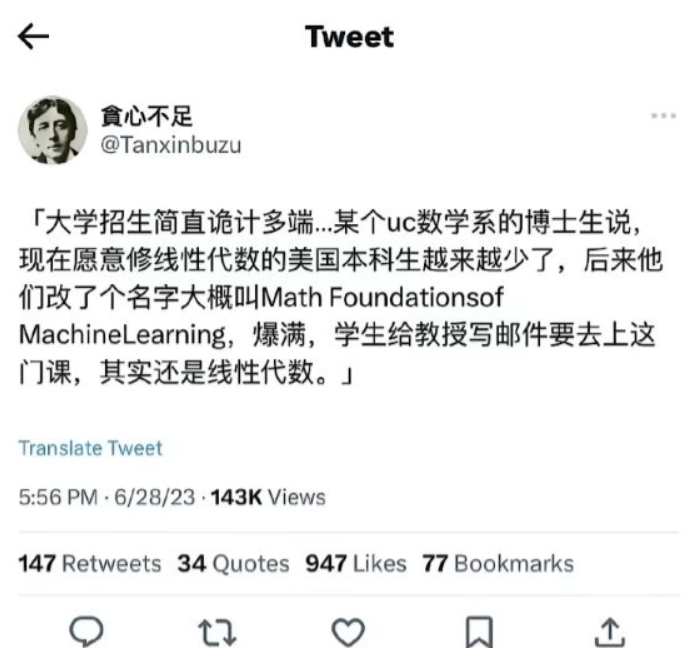 Tweet
貪心不足
@Tanxinbuzu
「大学招生简直诡计多端...某个uc数学系的博士生说，
现在愿意修线性代数的美国本科生越来越少了，后来他
们改了个名字大概叫Math Foundationsof
MachineLearning，爆满，学生给教授写邮件要去上这
门课，其实还是线性代数。」
Translate Tweet
5:56 PM · 6/28/23 · 143K Views
147 Retweets 34 Quotes 947 Likes 77 Bookmarks